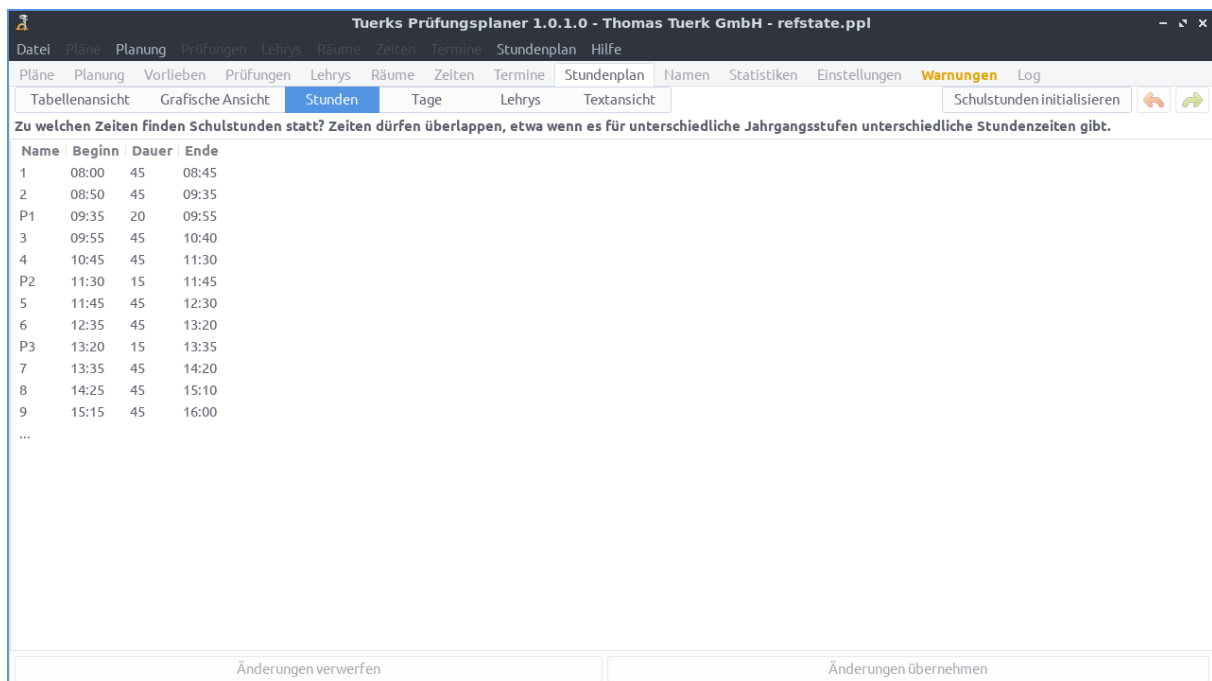 Tuerks Prüfungsplaner 1.0.1.0 - Thomas Tuerk GmbH - refstate.ppl
Datei Pläne Planung Prüfungen Lehrys Räume Zeiten Termine Stundenplan Hilfe
Pläne Planung Vorlieben Prüfungen Lehrys Räume Zeiten Termine Stundenplan Namen Statistiken Einstellungen Warnungen Log
Tabellenansicht Grafische Ansicht Stunden Tage Lehrys Textansicht Schulstunden initialisieren
Zu welchen Zeiten finden Schulstunden statt? Zeiten dürfen überlappen, etwa wenn es für unterschiedliche Jahrgangsstufen unterschiedliche Stundenzeiten gibt.
Name Beginn Dauer Ende
1 08:00 45 08:45
2 08:50 45 09:35
P1 09:35 20 09:55
3 09:55 45 10:40
4 10:45 45 11:30
P2 11:30 15 11:45
5 11:45 45 12:30
6 12:35 45 13:20
P3 13:20 15 13:35
7 13:35 45 14:20
8 14:25 45 15:10
9 15:15 45 16:00
...
Änderungen verwerfen Änderungen übernehmen